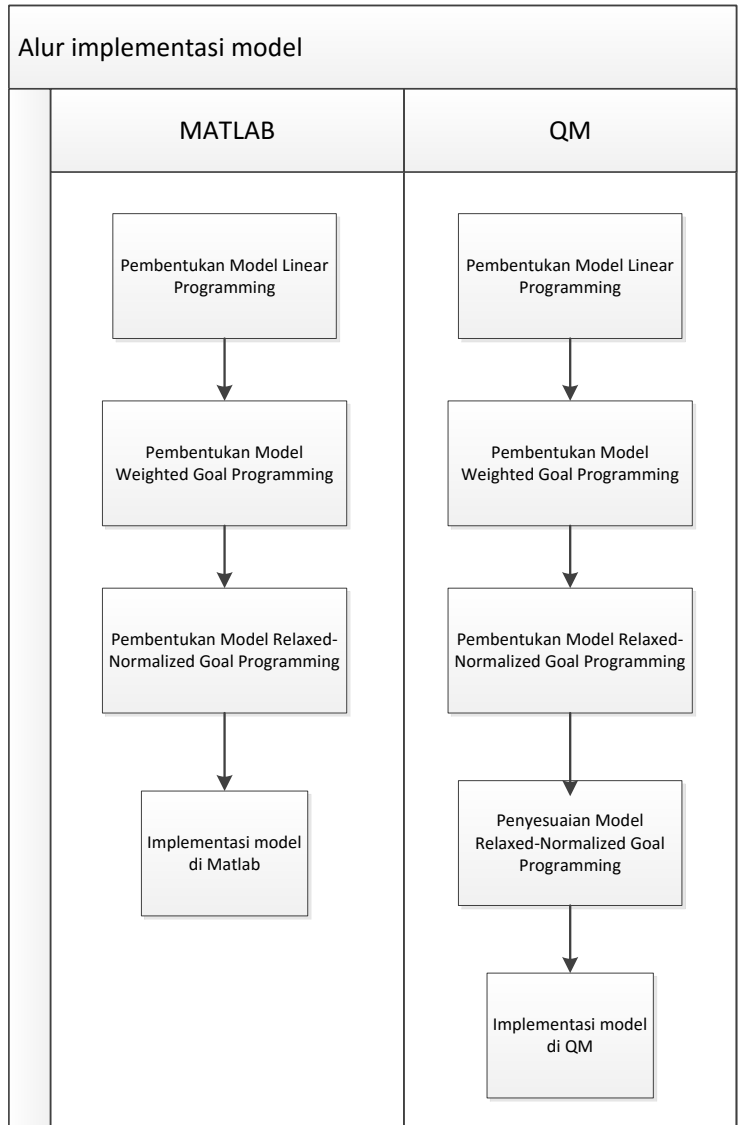 Alur implementasi model
MATLAB
QM
Pembentukan Model Linear
Programming
Pembentukan Model
Weighted Goal Programming
Pembentukan Model Relaxed-
Normalized Goal Programming
Implementasi model
di Matlab
Pembentukan Model Linear
Programming
Pembentukan Model
Weighted Goal Programming
Pembentukan Model Relaxed-
Normalized Goal Programming
Penyesuaian Model
Relaxed-Normalized Goal
Programming
Implementasi model
di QM